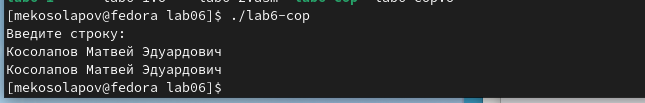 [mekosolapov@fedora lab06]$ ./lab6-cop
Введите строку:
Косолапов Матвей Эдуардович
Косолапов Матвей Эдуардович
[mekosolapov@fedora lab06]$